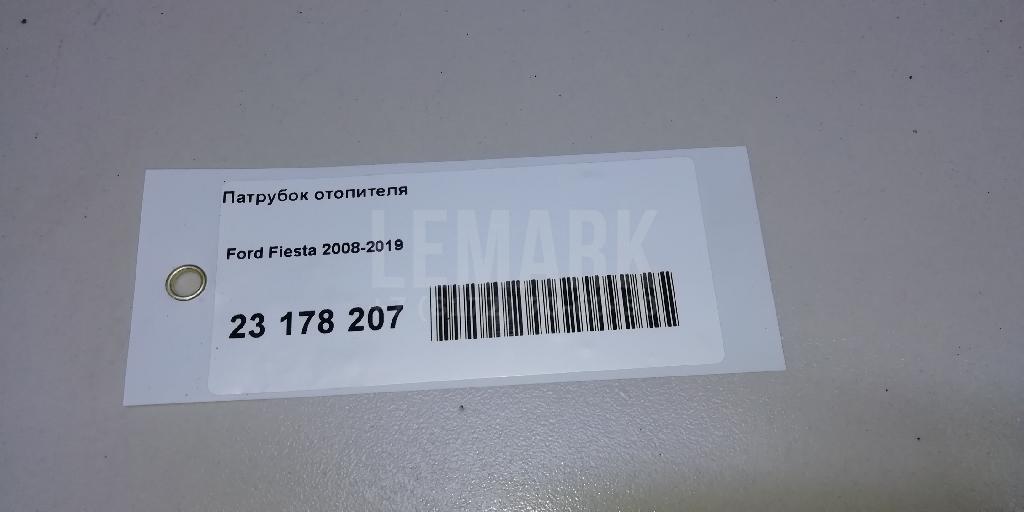 Патрубок отопителя
LEMARK
Ford Fiesta 2008-2019
23 178 207